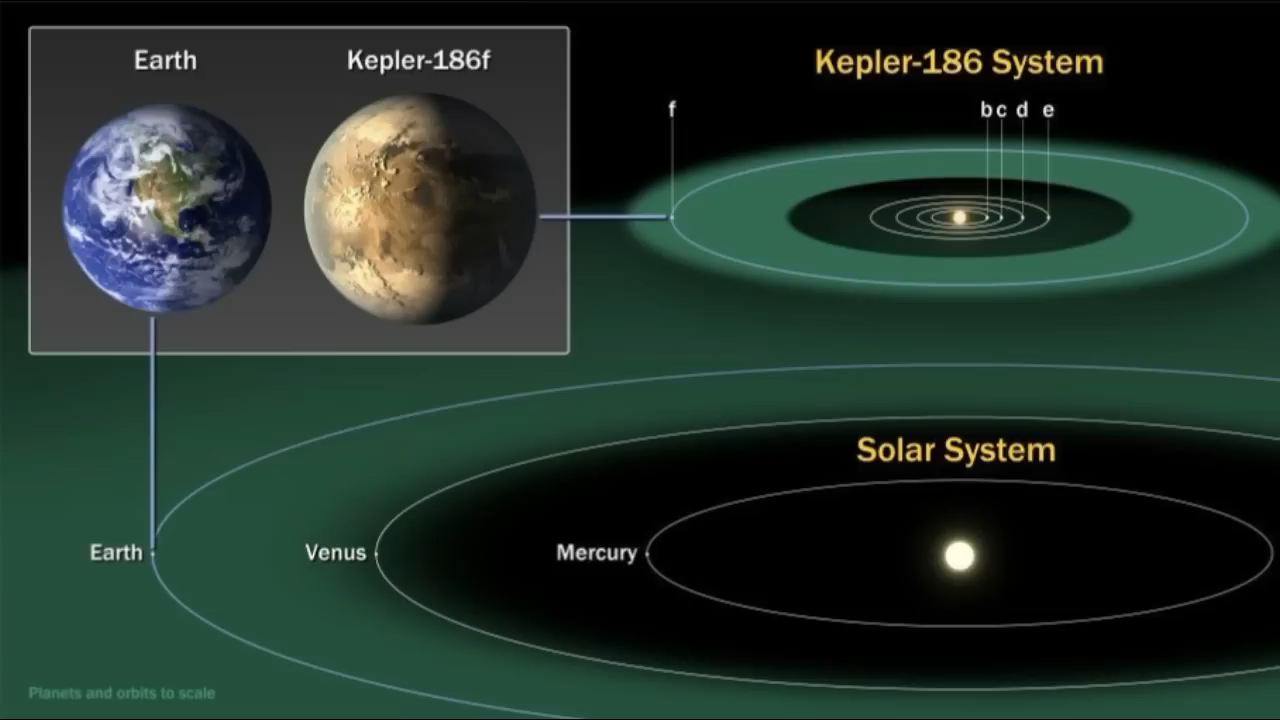 Earth
Kepler-186f
Kepler-186 System
f
b c d e
Solar System
Earth
Venus
Mercury
Planets and orbits to scale